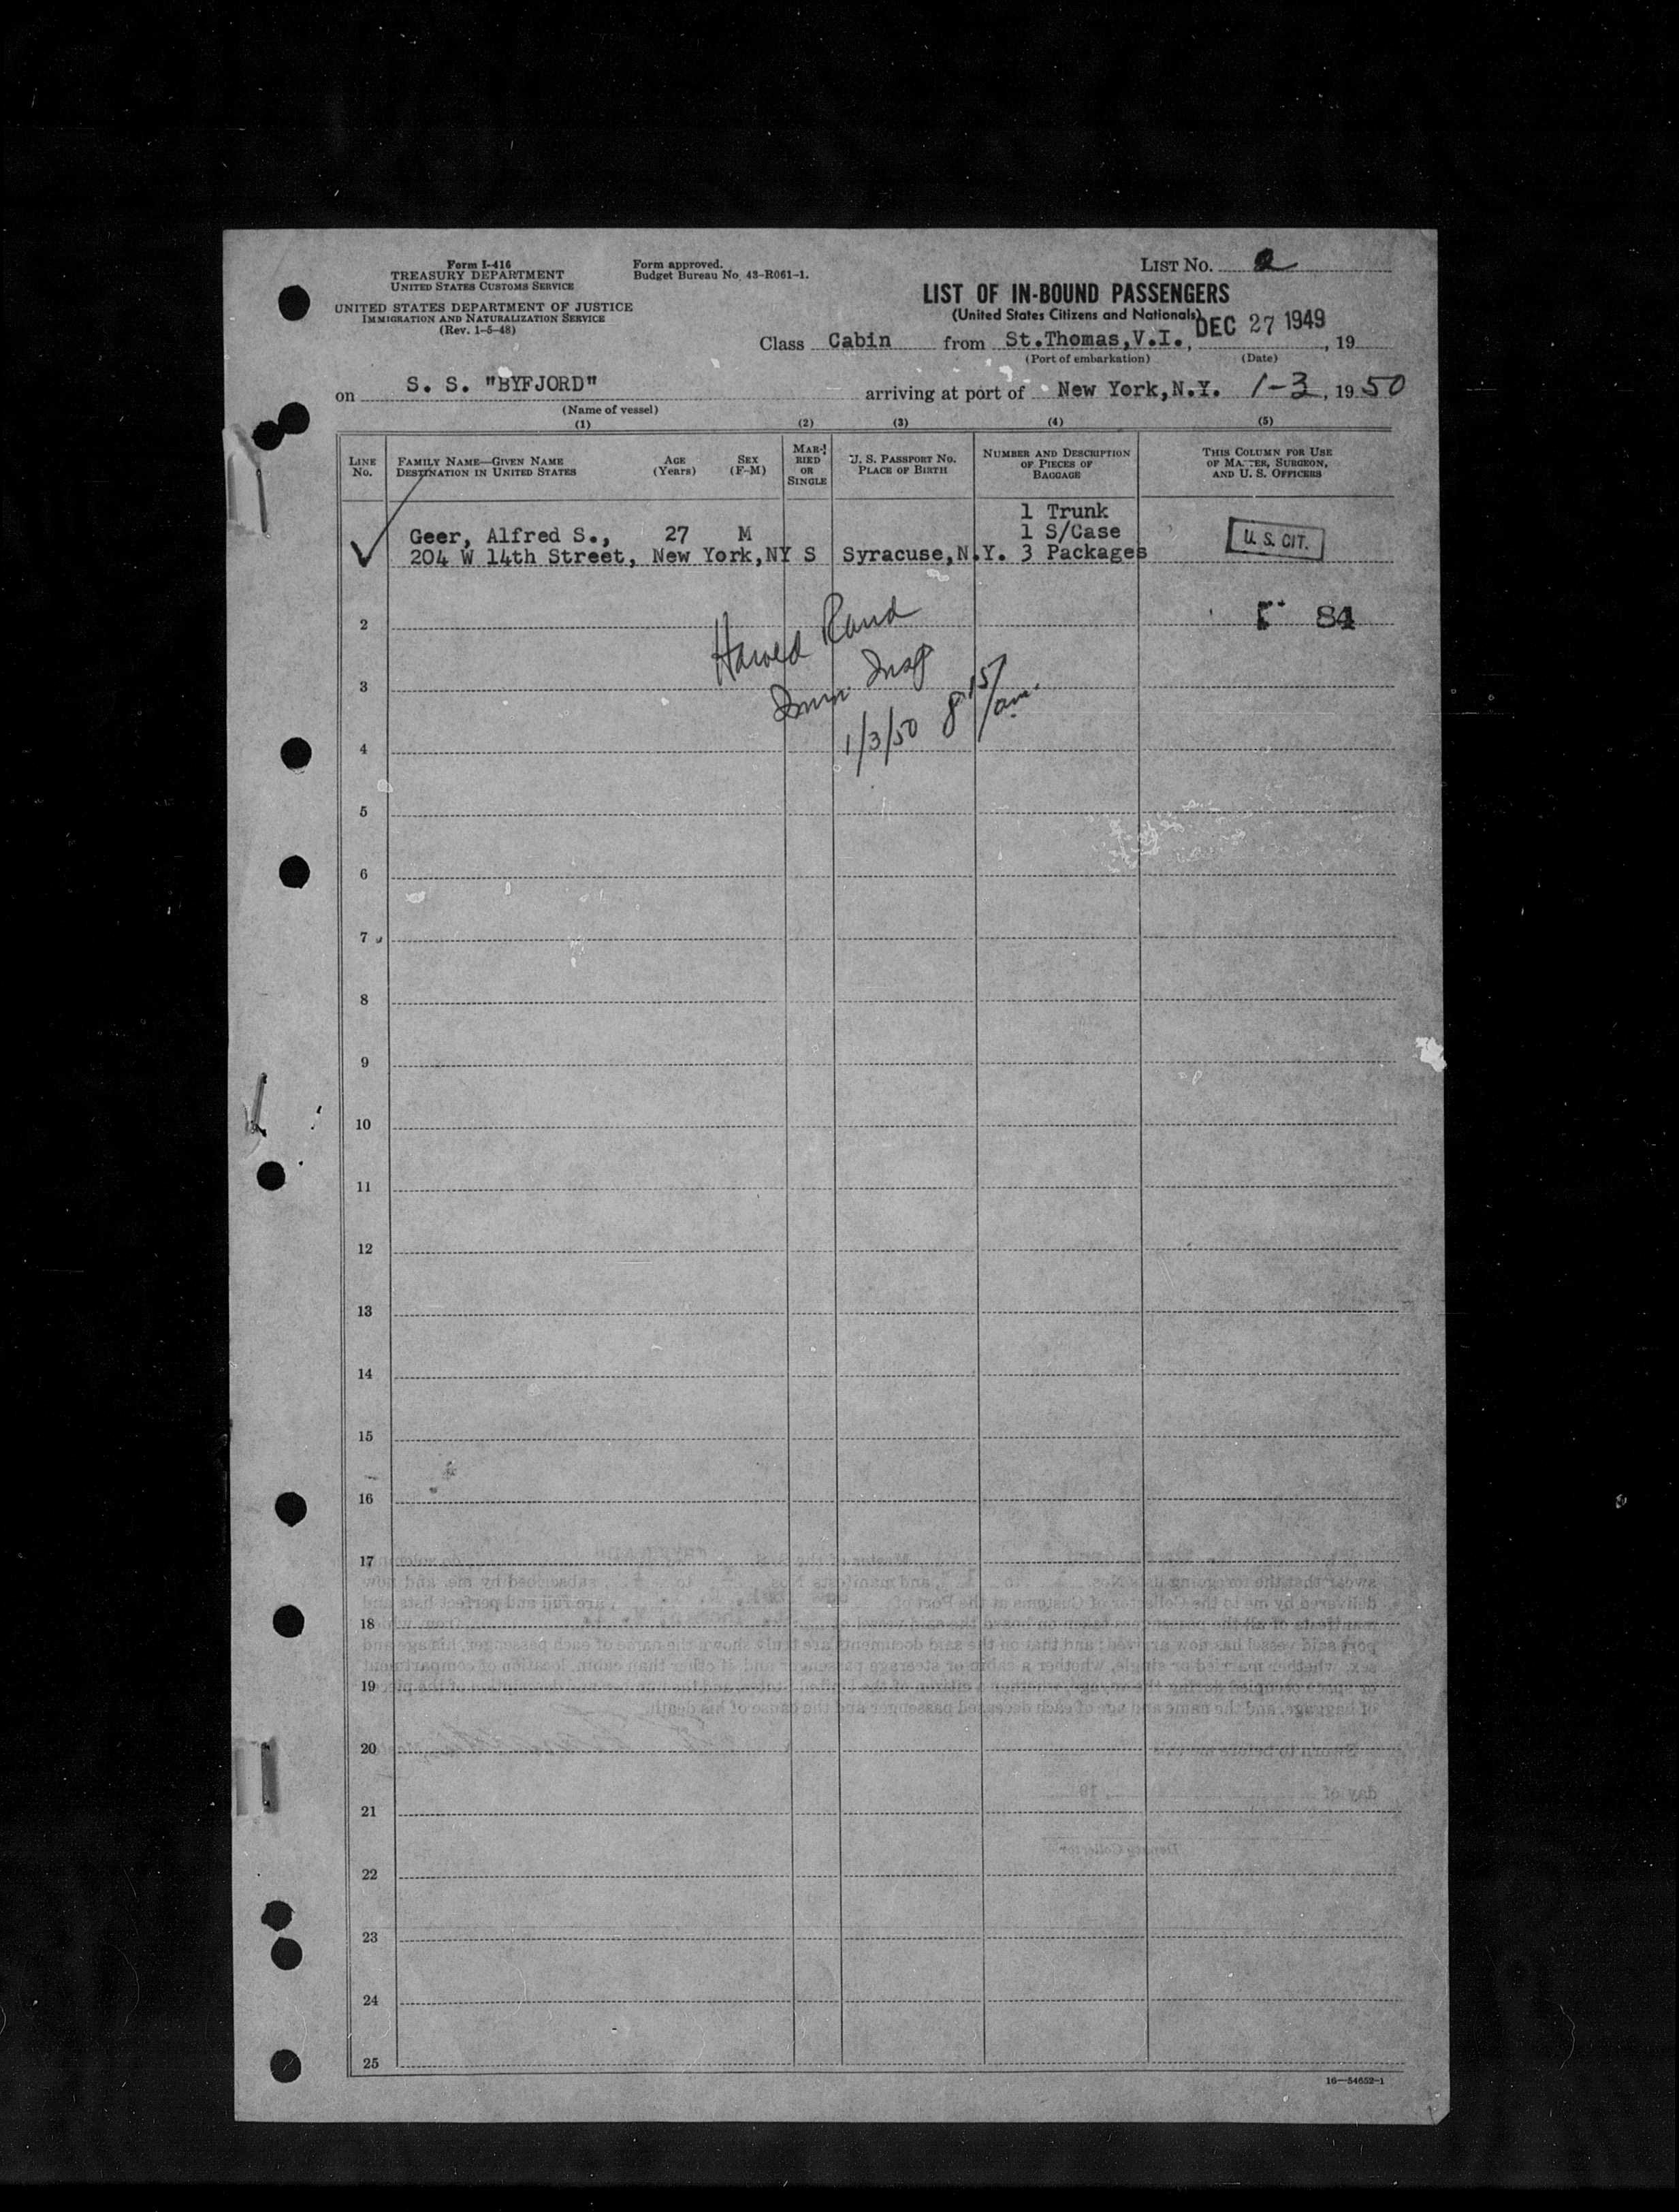 Form I-416
TREASURY DEPARTMENT
UNITED STATES CUSTOMS SERVICE
UNITED STATES DEPARTMENT OF JUSTICE
IMMIGRATION AND NATURALIZATION SERVICE
(Rev. 1-5-48)
Form approved.
Budget Bureau No. 43-R061-1.
LIST NO. 2
LIST OF IN-BOUND PASSENGERS
(United States Citizens and Nationals)
Class Cabin from St.Thomas,V.I., DEC 27 1949, 19
(Port of embarkation) (Date)
on S. S. "BYFJORD" arriving at port of New York,N.Y. 1-3, 1950
(Name of vessel)
(1) (2) (3) (4) (5)
LINE No.
FAMILY NAME—GIVEN NAME
DESTINATION IN UNITED STATES
AGE (Years)
SEX (F-M)
MARRIED OR SINGLE
U. S. PASSPORT NO.
PLACE OF BIRTH
NUMBER AND DESCRIPTION OF PIECES OF BAGGAGE
THIS COLUMN FOR USE OF MASTER, SURGEON, AND U. S. OFFICERS
1 Trunk
Geer, Alfred S., 27 M 1 S/Case
204 W 14th Street, New York,NY S Syracuse,N.Y. 3 Packages
U. S. CIT.
2
84
Harold Rand
Imm Insp
3
1/3/50 8 15/am.
4
5
6
7
8
9
10
11
12
13
14
15
16
17
18
19
20
21
22
23
24
25
16—54652-1